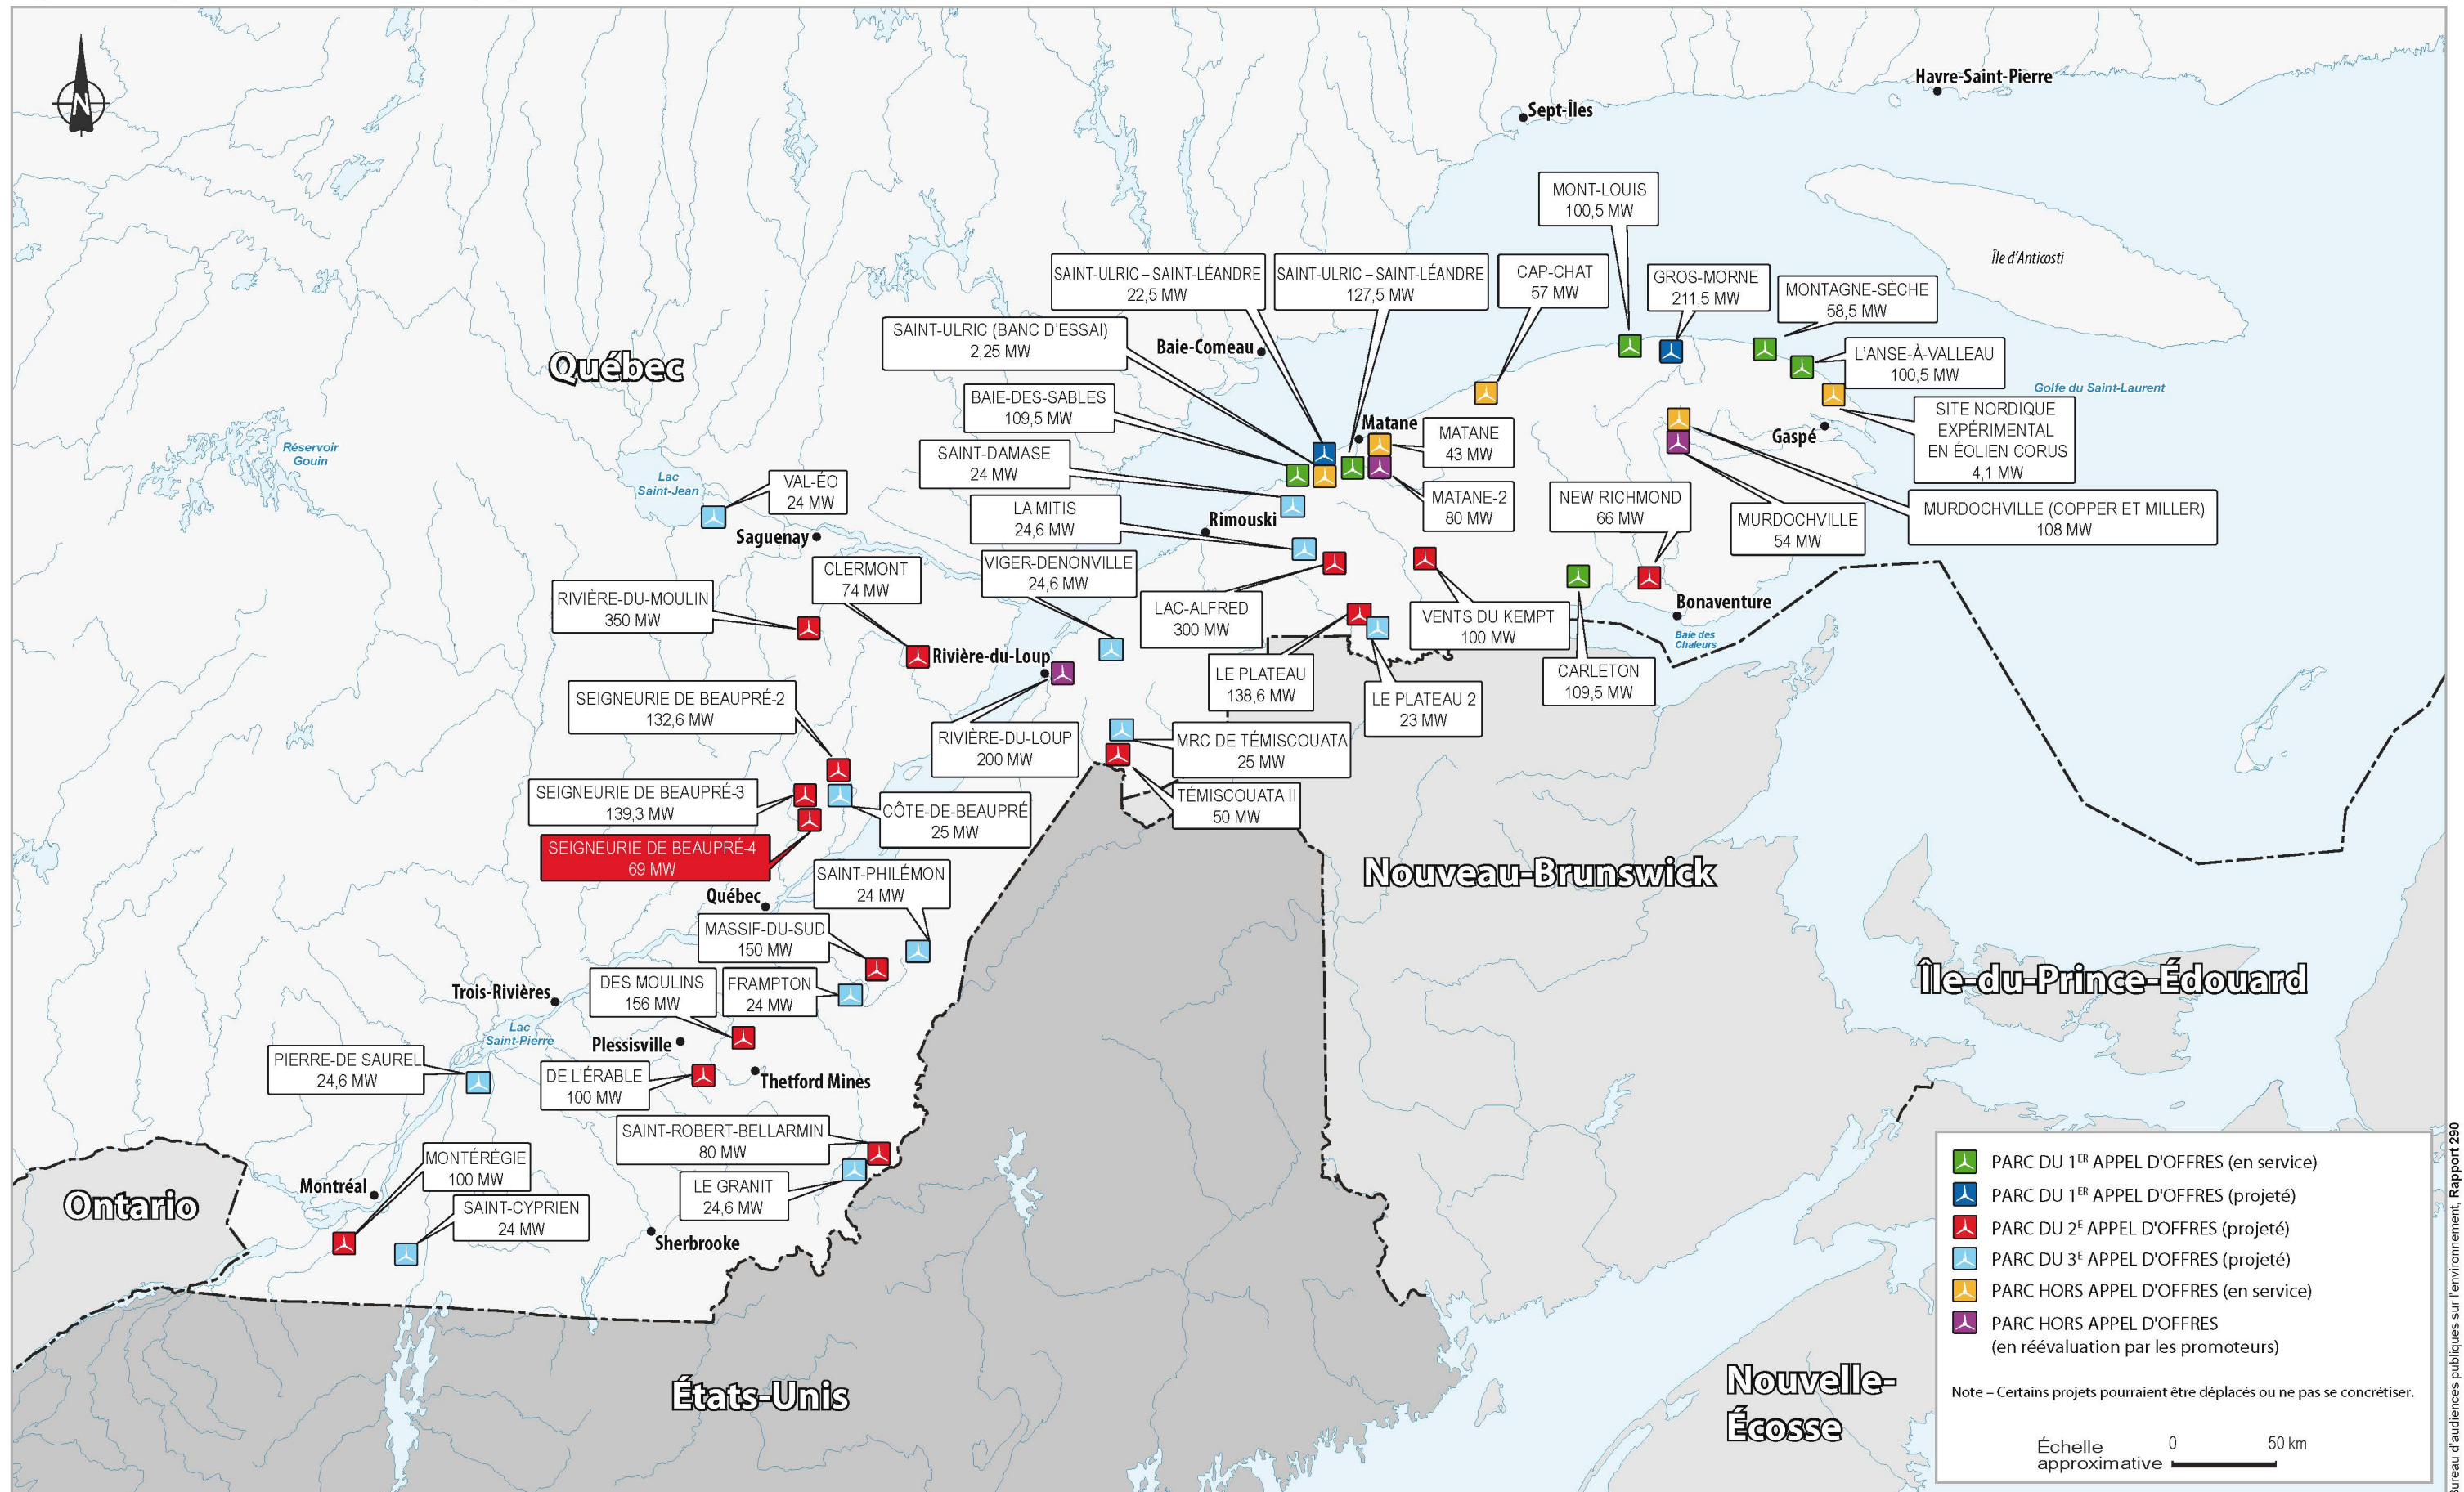 N
Havre-Saint-Pierre
Sept-Îles
MONT-LOUIS
100,5 MW
Île d'Anticosti
SAINT-ULRIC – SAINT-LÉANDRE
22,5 MW
SAINT-ULRIC – SAINT-LÉANDRE
127,5 MW
CAP-CHAT
57 MW
GROS-MORNE
211,5 MW
MONTAGNE-SÈCHE
58,5 MW
SAINT-ULRIC (BANC D'ESSAI)
2,25 MW
Baie-Comeau
Québec
L'ANSE-À-VALLEAU
100,5 MW
Golfe du Saint-Laurent
BAIE-DES-SABLES
109,5 MW
SITE NORDIQUE
EXPÉRIMENTAL
EN ÉOLIEN CORUS
4,1 MW
Matane
MATANE
43 MW
Gaspé
Réservoir
Gouin
SAINT-DAMASE
24 MW
Lac
Saint-Jean
VAL-ÉO
24 MW
MATANE-2
80 MW
NEW RICHMOND
66 MW
MURDOCHVILLE
54 MW
MURDOCHVILLE (COPPER ET MILLER)
108 MW
LA MITIS
24,6 MW
Rimouski
Saguenay
VIGER-DENONVILLE
24,6 MW
CLERMONT
74 MW
RIVIÈRE-DU-MOULIN
350 MW
LAC-ALFRED
300 MW
VENTS DU KEMPT
100 MW
Bonaventure
Baie des
Chaleurs
Rivière-du-Loup
LE PLATEAU
138,6 MW
LE PLATEAU 2
23 MW
CARLETON
109,5 MW
SEIGNEURIE DE BEAUPRÉ-2
132,6 MW
RIVIÈRE-DU-LOUP
200 MW
MRC DE TÉMISCOUATA
25 MW
SEIGNEURIE DE BEAUPRÉ-3
139,3 MW
CÔTE-DE-BEAUPRÉ
25 MW
TÉMISCOUATA II
50 MW
SEIGNEURIE DE BEAUPRÉ-4
69 MW
SAINT-PHILÉMON
24 MW
Nouveau-Brunswick
Québec
MASSIF-DU-SUD
150 MW
Île-du-Prince-Édouard
DES MOULINS
156 MW
FRAMPTON
24 MW
Trois-Rivières
Lac
Saint-Pierre
Plessisville
PIERRE-DE SAUREL
24,6 MW
DE L'ÉRABLE
100 MW
Thetford Mines
SAINT-ROBERT-BELLARMIN
80 MW
MONTÉRÉGIE
100 MW
Montréal
LE GRANIT
24,6 MW
Ontario
SAINT-CYPRIEN
24 MW
Sherbrooke
États-Unis
Nouvelle-
Écosse
PARC DU 1ER APPEL D'OFFRES (en service)
PARC DU 1ER APPEL D'OFFRES (projeté)
PARC DU 2E APPEL D'OFFRES (projeté)
PARC DU 3E APPEL D'OFFRES (projeté)
PARC HORS APPEL D'OFFRES (en service)
PARC HORS APPEL D'OFFRES
(en réévaluation par les promoteurs)
Note – Certains projets pourraient être déplacés ou ne pas se concrétiser.
Échelle
approximative
0 50 km
Bureau d'audiences publiques sur l'environnement, Rapport 290